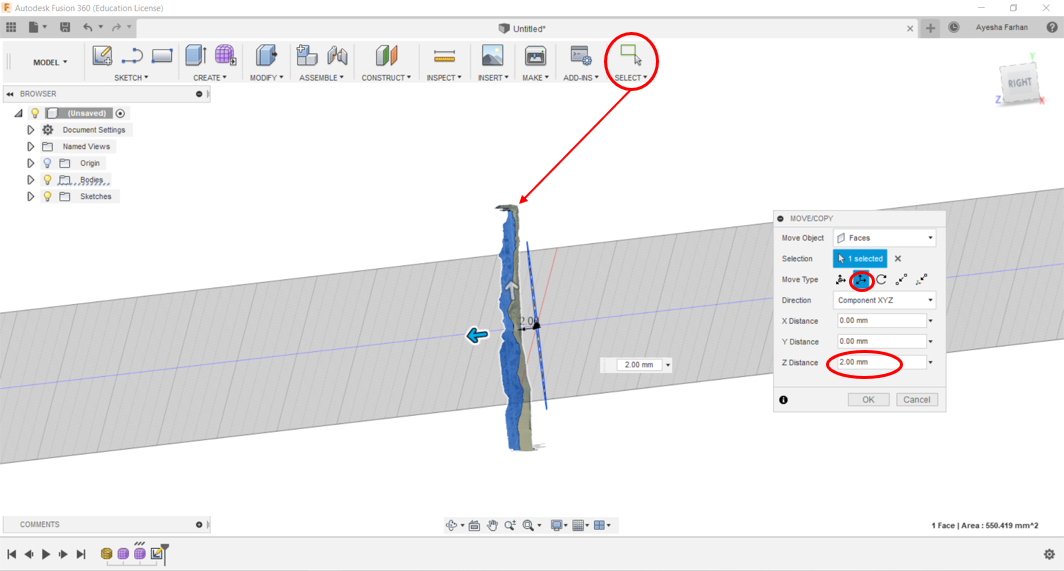 Autodesk Fusion 360 (Education License)
Untitled*
Ayesha Farhan
MODEL
SKETCH
CREATE
MODIFY
ASSEMBLE
CONSTRUCT
INSPECT
INSERT
MAKE
ADD-INS
SELECT
BROWSER
(Unsaved)
Document Settings
Named Views
Origin
Bodies
Sketches
Y
RIGHT
Z
X
MOVE/COPY
Move Object
Faces
Selection
1 selected
Move Type
Direction
Component XYZ
X Distance
0.00 mm
Y Distance
0.00 mm
Z Distance
2.00 mm
OK
Cancel
2.00
2.00 mm
COMMENTS
1 Face | Area : 550.419 mm^2